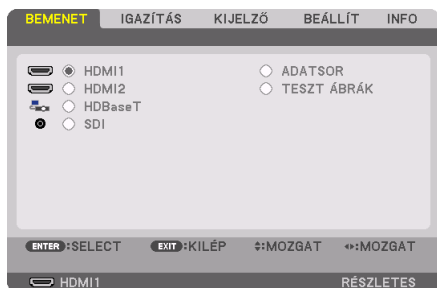 BEMENET IGAZÍTÁS KIJELZŐ BEÁLLÍT INFO
HDMI1 ADATSOR
HDMI2 TESZT ÁBRÁK
HDBaseT
SDI
ENTER :SELECT EXIT :KILÉP :MOZGAT :MOZGAT
HDMI1 RÉSZLETES